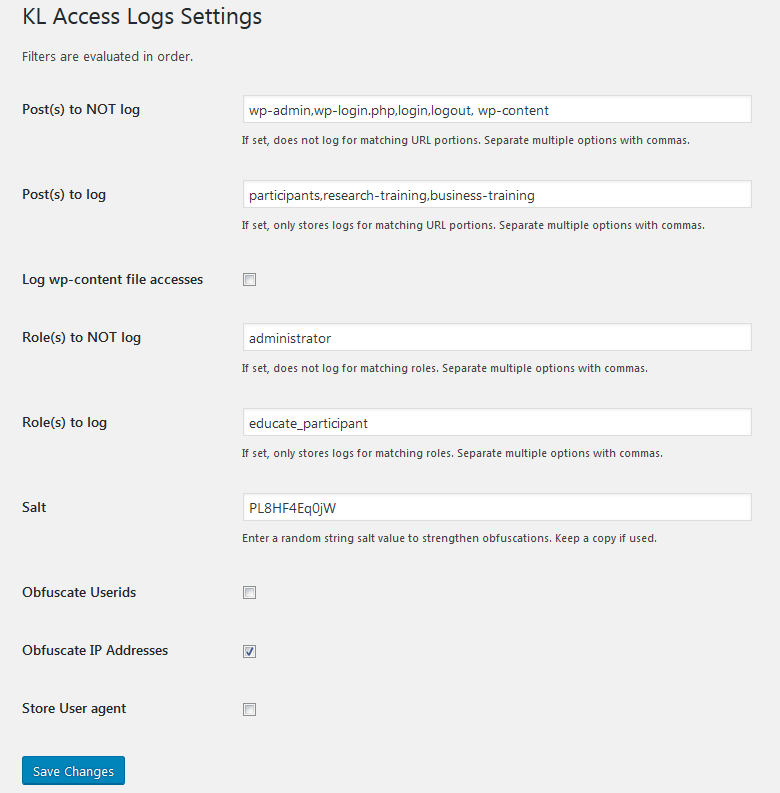 KL Access Logs Settings
Filters are evaluated in order.
Post(s) to NOT log
wp-admin,wp-login.php,login,logout, wp-content
If set, does not log for matching URL portions. Separate multiple options with commas.
Post(s) to log
participants,research-training,business-training
If set, only stores logs for matching URL portions. Separate multiple options with commas.
Log wp-content file accesses
Role(s) to NOT log
administrator
If set, does not log for matching roles. Separate multiple options with commas.
Role(s) to log
educate_participant
If set, only stores logs for matching roles. Separate multiple options with commas.
Salt
PL8HF4Eq0jW
Enter a random string salt value to strengthen obfuscations. Keep a copy if used.
Obfuscate Userids
Obfuscate IP Addresses
Store User agent
Save Changes